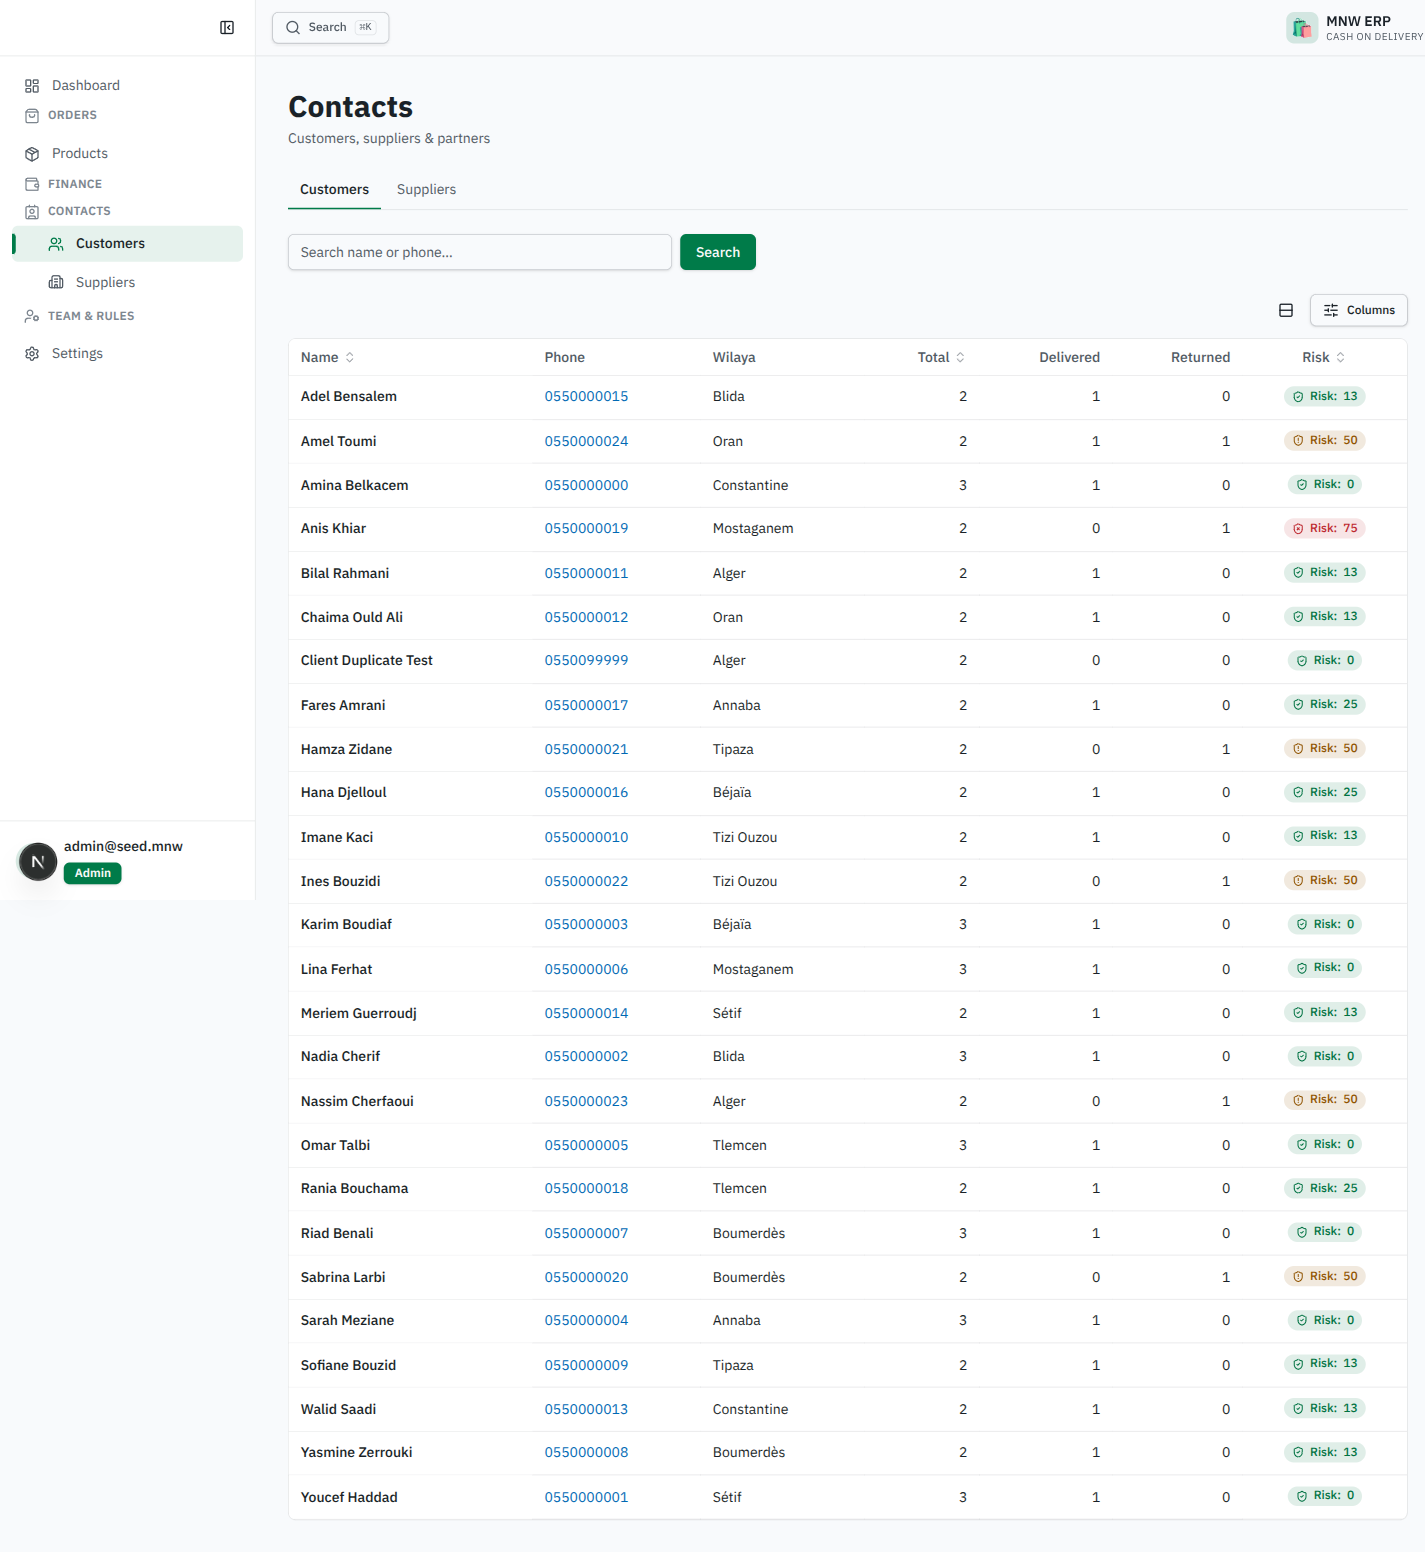 Search ⌘K
MNW ERP
CASH ON DELIVERY
Dashboard
ORDERS
Products
FINANCE
CONTACTS
Customers
Suppliers
TEAM & RULES
Settings
admin@seed.mnw
N
Admin
Contacts
Customers, suppliers & partners
Customers Suppliers
Search name or phone... Search
Columns
Name Phone Wilaya Total Delivered Returned Risk
Adel Bensalem 0550000015 Blida 2 1 0 Risk: 13
Amel Toumi 0550000024 Oran 2 1 1 Risk: 50
Amina Belkacem 0550000000 Constantine 3 1 0 Risk: 0
Anis Khiar 0550000019 Mostaganem 2 0 1 Risk: 75
Bilal Rahmani 0550000011 Alger 2 1 0 Risk: 13
Chaima Ould Ali 0550000012 Oran 2 1 0 Risk: 13
Client Duplicate Test 0550099999 Alger 2 0 0 Risk: 0
Fares Amrani 0550000017 Annaba 2 1 0 Risk: 25
Hamza Zidane 0550000021 Tipaza 2 0 1 Risk: 50
Hana Djelloul 0550000016 Béjaïa 2 1 0 Risk: 25
Imane Kaci 0550000010 Tizi Ouzou 2 1 0 Risk: 13
Ines Bouzidi 0550000022 Tizi Ouzou 2 0 1 Risk: 50
Karim Boudiaf 0550000003 Béjaïa 3 1 0 Risk: 0
Lina Ferhat 0550000006 Mostaganem 3 1 0 Risk: 0
Meriem Guerroudj 0550000014 Sétif 2 1 0 Risk: 13
Nadia Cherif 0550000002 Blida 3 1 0 Risk: 0
Nassim Cherfaoui 0550000023 Alger 2 0 1 Risk: 50
Omar Talbi 0550000005 Tlemcen 3 1 0 Risk: 0
Rania Bouchama 0550000018 Tlemcen 2 1 0 Risk: 25
Riad Benali 0550000007 Boumerdès 3 1 0 Risk: 0
Sabrina Larbi 0550000020 Boumerdès 2 0 1 Risk: 50
Sarah Meziane 0550000004 Annaba 3 1 0 Risk: 0
Sofiane Bouzid 0550000009 Tipaza 2 1 0 Risk: 13
Walid Saadi 0550000013 Constantine 2 1 0 Risk: 13
Yasmine Zerrouki 0550000008 Boumerdès 2 1 0 Risk: 13
Youcef Haddad 0550000001 Sétif 3 1 0 Risk: 0